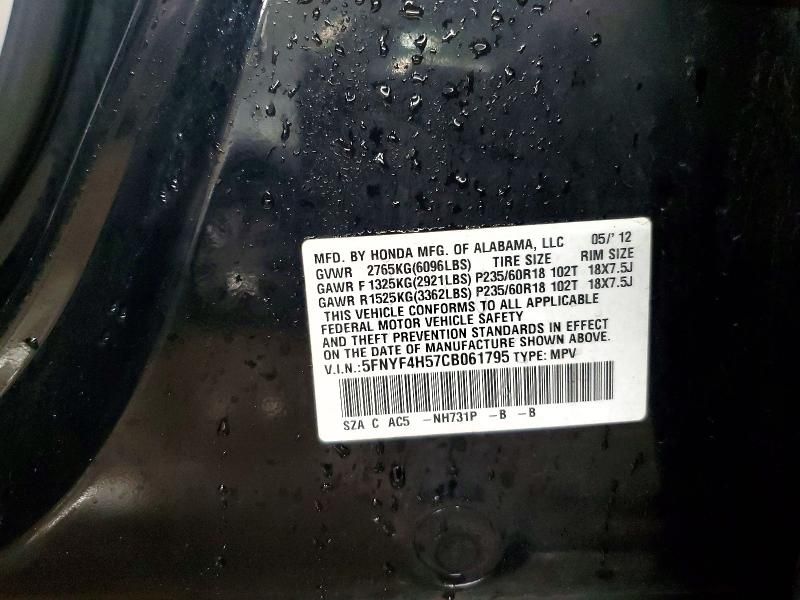 MFD. BY HONDA MFG. OF ALABAMA, LLC 05/' 12
GVWR 2765KG(6096LBS) TIRE SIZE RIM SIZE
GAWR F 1325KG(2921LBS) P235/60R18 102T 18X7.5J
GAWR R1525KG(3362LBS) P235/60R18 102T 18X7.5J
THIS VEHICLE CONFORMS TO ALL APPLICABLE
FEDERAL MOTOR VEHICLE SAFETY
AND THEFT PREVENTION STANDARDS IN EFFECT
ON THE DATE OF MANUFACTURE SHOWN ABOVE.
V.I.N.: 5FNYF4H57CB061795 TYPE: MPV
SZA C AC5 -NH731P -B -B